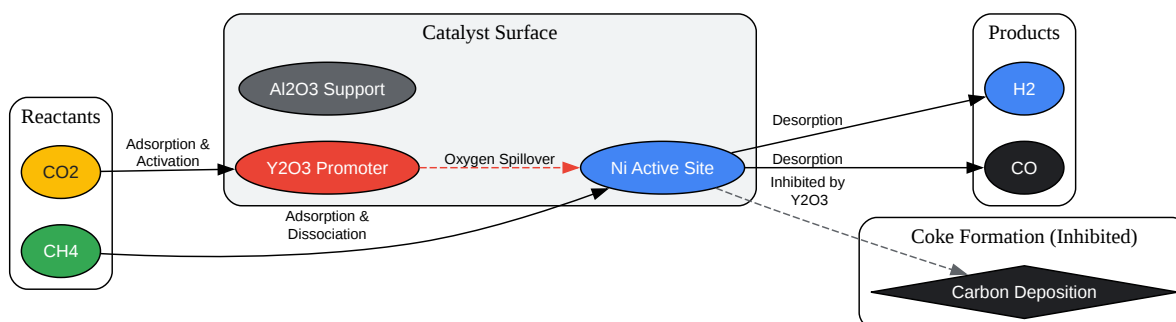 Catalyst Surface
Products
Al2O3 Support
H2
Reactants
Desorption
Adsorption &
Activation
CO2
Y2O3 Promoter
Oxygen Spillover
Ni Active Site
Desorption
CO
Inhibited by
Y2O3
Adsorption &
Dissociation
CH4
Coke Formation (Inhibited)
Carbon Deposition